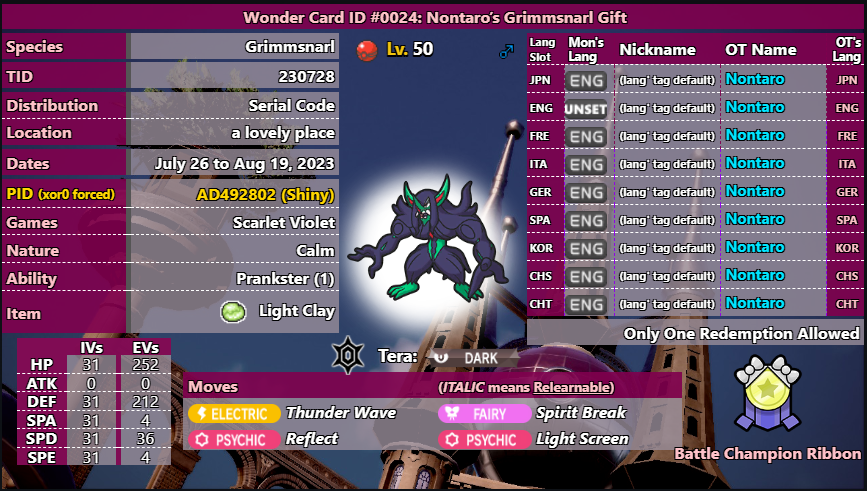 Wonder Card ID #0024: Nontaro's Grimmsnarl Gift
Species Grimmsnarl
TID 230728
Distribution Serial Code
Location a lovely place
Dates July 26 to Aug 19, 2023
PID (xor0 forced) AD492802 (Shiny)
Games Scarlet Violet
Nature Calm
Ability Prankster (1)
Item Light Clay
Lv. 50 ♂
Lang Slot Mon's Lang Nickname OT Name OT's Lang
JPN ENG (lang' tag default) Nontaro JPN
ENG UNSET (lang' tag default) Nontaro ENG
FRE ENG (lang' tag default) Nontaro FRE
ITA ENG (lang' tag default) Nontaro ITA
GER ENG (lang' tag default) Nontaro GER
SPA ENG (lang' tag default) Nontaro SPA
KOR ENG (lang' tag default) Nontaro KOR
CHS ENG (lang' tag default) Nontaro CHS
CHT ENG (lang' tag default) Nontaro CHT
Only One Redemption Allowed
IVs EVs
HP 31 252
ATK 0 0
DEF 31 212
SPA 31 4
SPD 31 36
SPE 31 4
Tera: DARK
Moves (ITALIC means Relearnable)
ELECTRIC Thunder Wave FAIRY Spirit Break
PSYCHIC Reflect PSYCHIC Light Screen
Battle Champion Ribbon